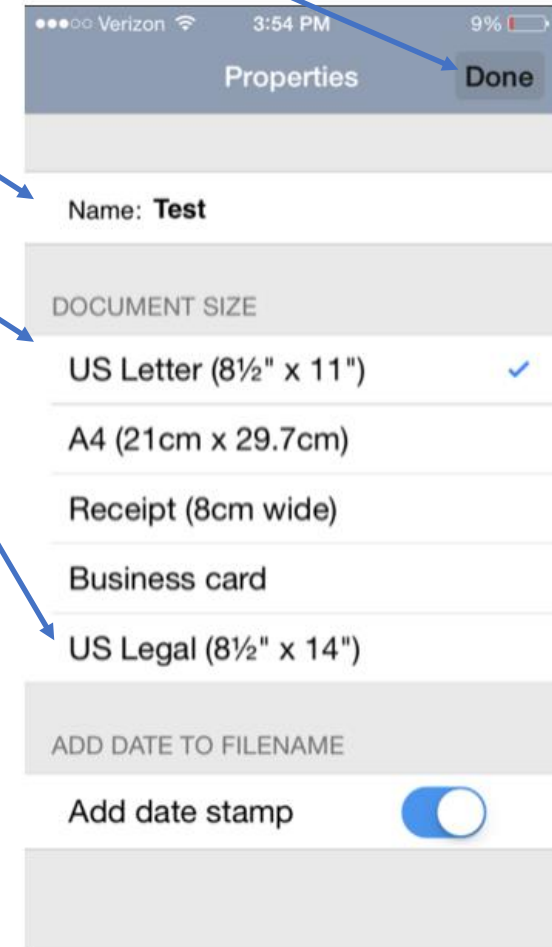 Verizon 3:54 PM 9%
Properties Done
Name: Test
DOCUMENT SIZE
US Letter (8½" x 11")
A4 (21cm x 29.7cm)
Receipt (8cm wide)
Business card
US Legal (8½" x 14")
ADD DATE TO FILENAME
Add date stamp